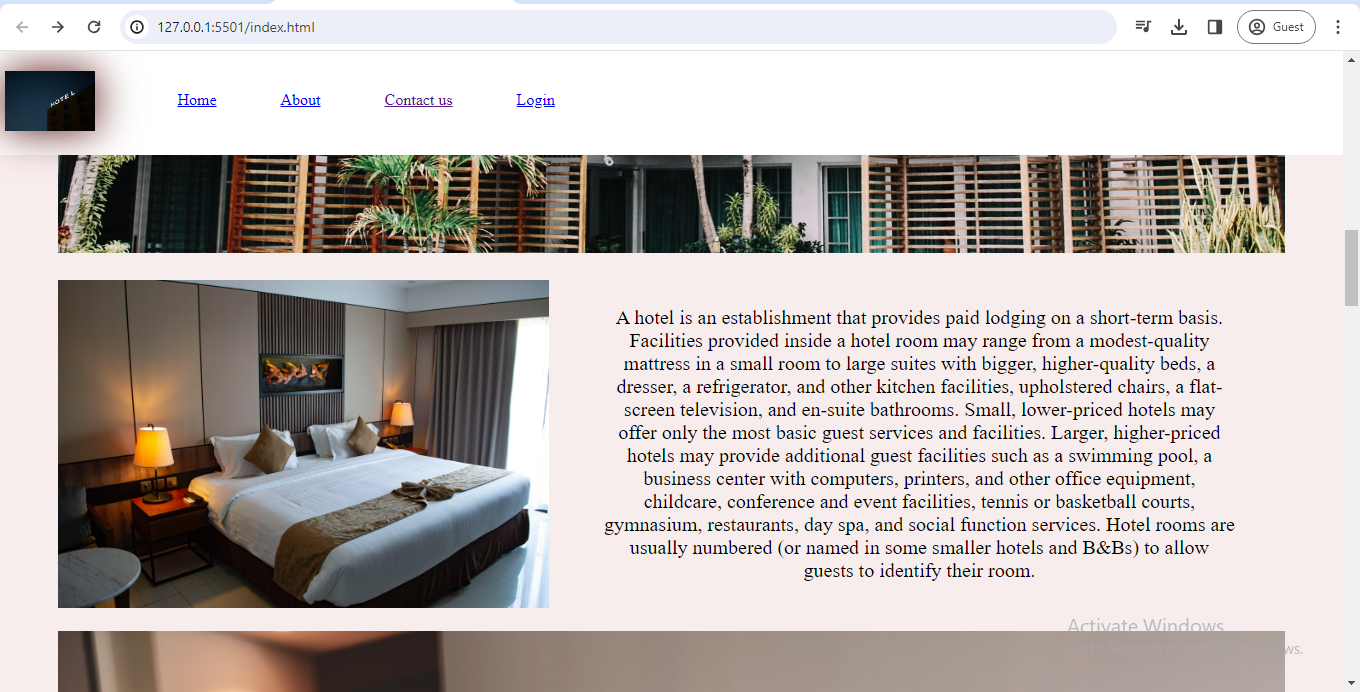 127.0.0.1:5501/index.html
Guest
HOTEL
Home About Contact us Login
A hotel is an establishment that provides paid lodging on a short-term basis.
Facilities provided inside a hotel room may range from a modest-quality
mattress in a small room to large suites with bigger, higher-quality beds, a
dresser, a refrigerator, and other kitchen facilities, upholstered chairs, a flat-
screen television, and en-suite bathrooms. Small, lower-priced hotels may
offer only the most basic guest services and facilities. Larger, higher-priced
hotels may provide additional guest facilities such as a swimming pool, a
business center with computers, printers, and other office equipment,
childcare, conference and event facilities, tennis or basketball courts,
gymnasium, restaurants, day spa, and social function services. Hotel rooms are
usually numbered (or named in some smaller hotels and B&Bs) to allow
guests to identify their room.
Activate Windows
Go to Settings to